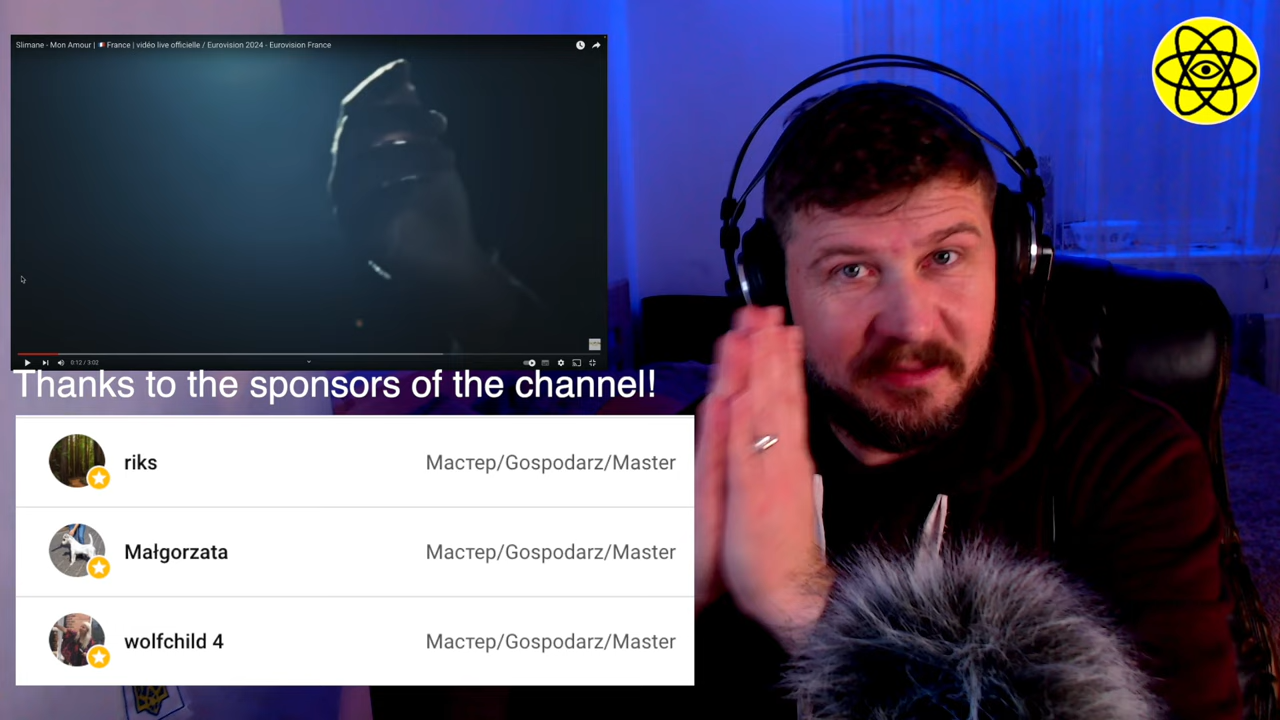 Slimane - Mon Amour | 🇫🇷 France | vidéo live officielle / Eurovision 2024 - Eurovision France
0:12 / 3:02
Thanks to the sponsors of the channel!
riks Мастер/Gospodarz/Master
Małgorzata Мастер/Gospodarz/Master
wolfchild 4 Мастер/Gospodarz/Master